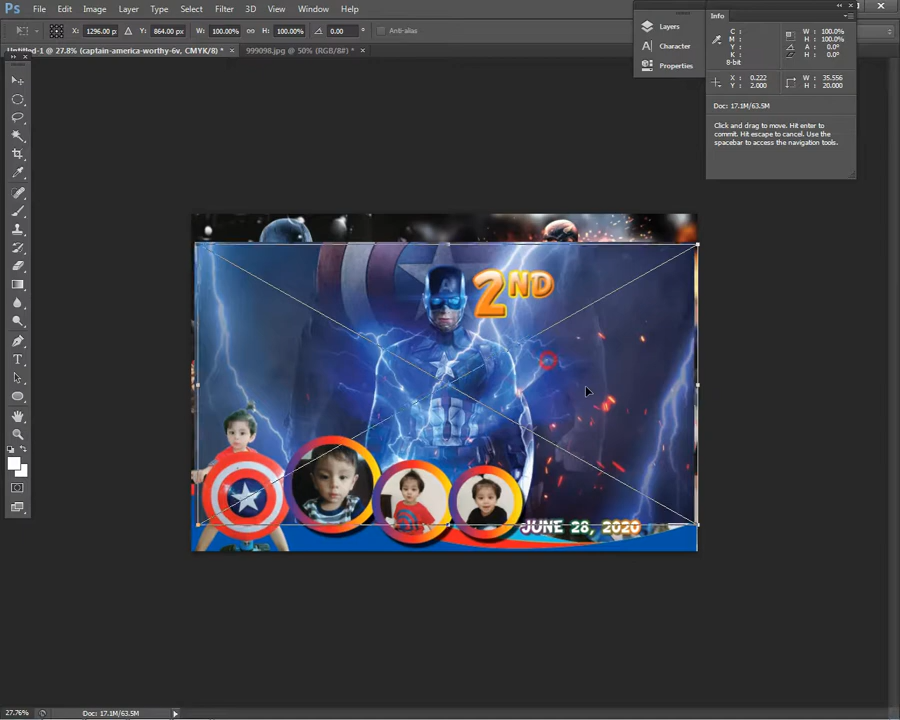 Ps File Edit Image Layer Type Select Filter 3D View Window Help
X: 1296.00 p Y: 864.00 px W: 100.00% H: 100.00% 0.00 ° Anti-alias
Untitled-1 @ 27.8% (captain-america-worthy-6v, CMYK/8) * × 999098.jpg @ 50% (RGB/8#) * ×
Layers
Character
Properties
Info
C :
M :
Y :
K :
8-bit
W : 100.0%
H : 100.0%
A : 0.0°
H : 0.0°
X : 0.222
Y : 2.000
W : 35.556
H : 20.000
Doc: 17.1M/63.5M
Click and drag to move. Hit enter to
commit. Hit escape to cancel. Use the
spacebar to access the navigation tools.
2ND
JUNE 28, 2020
27.76% Doc: 17.1M/63.5M